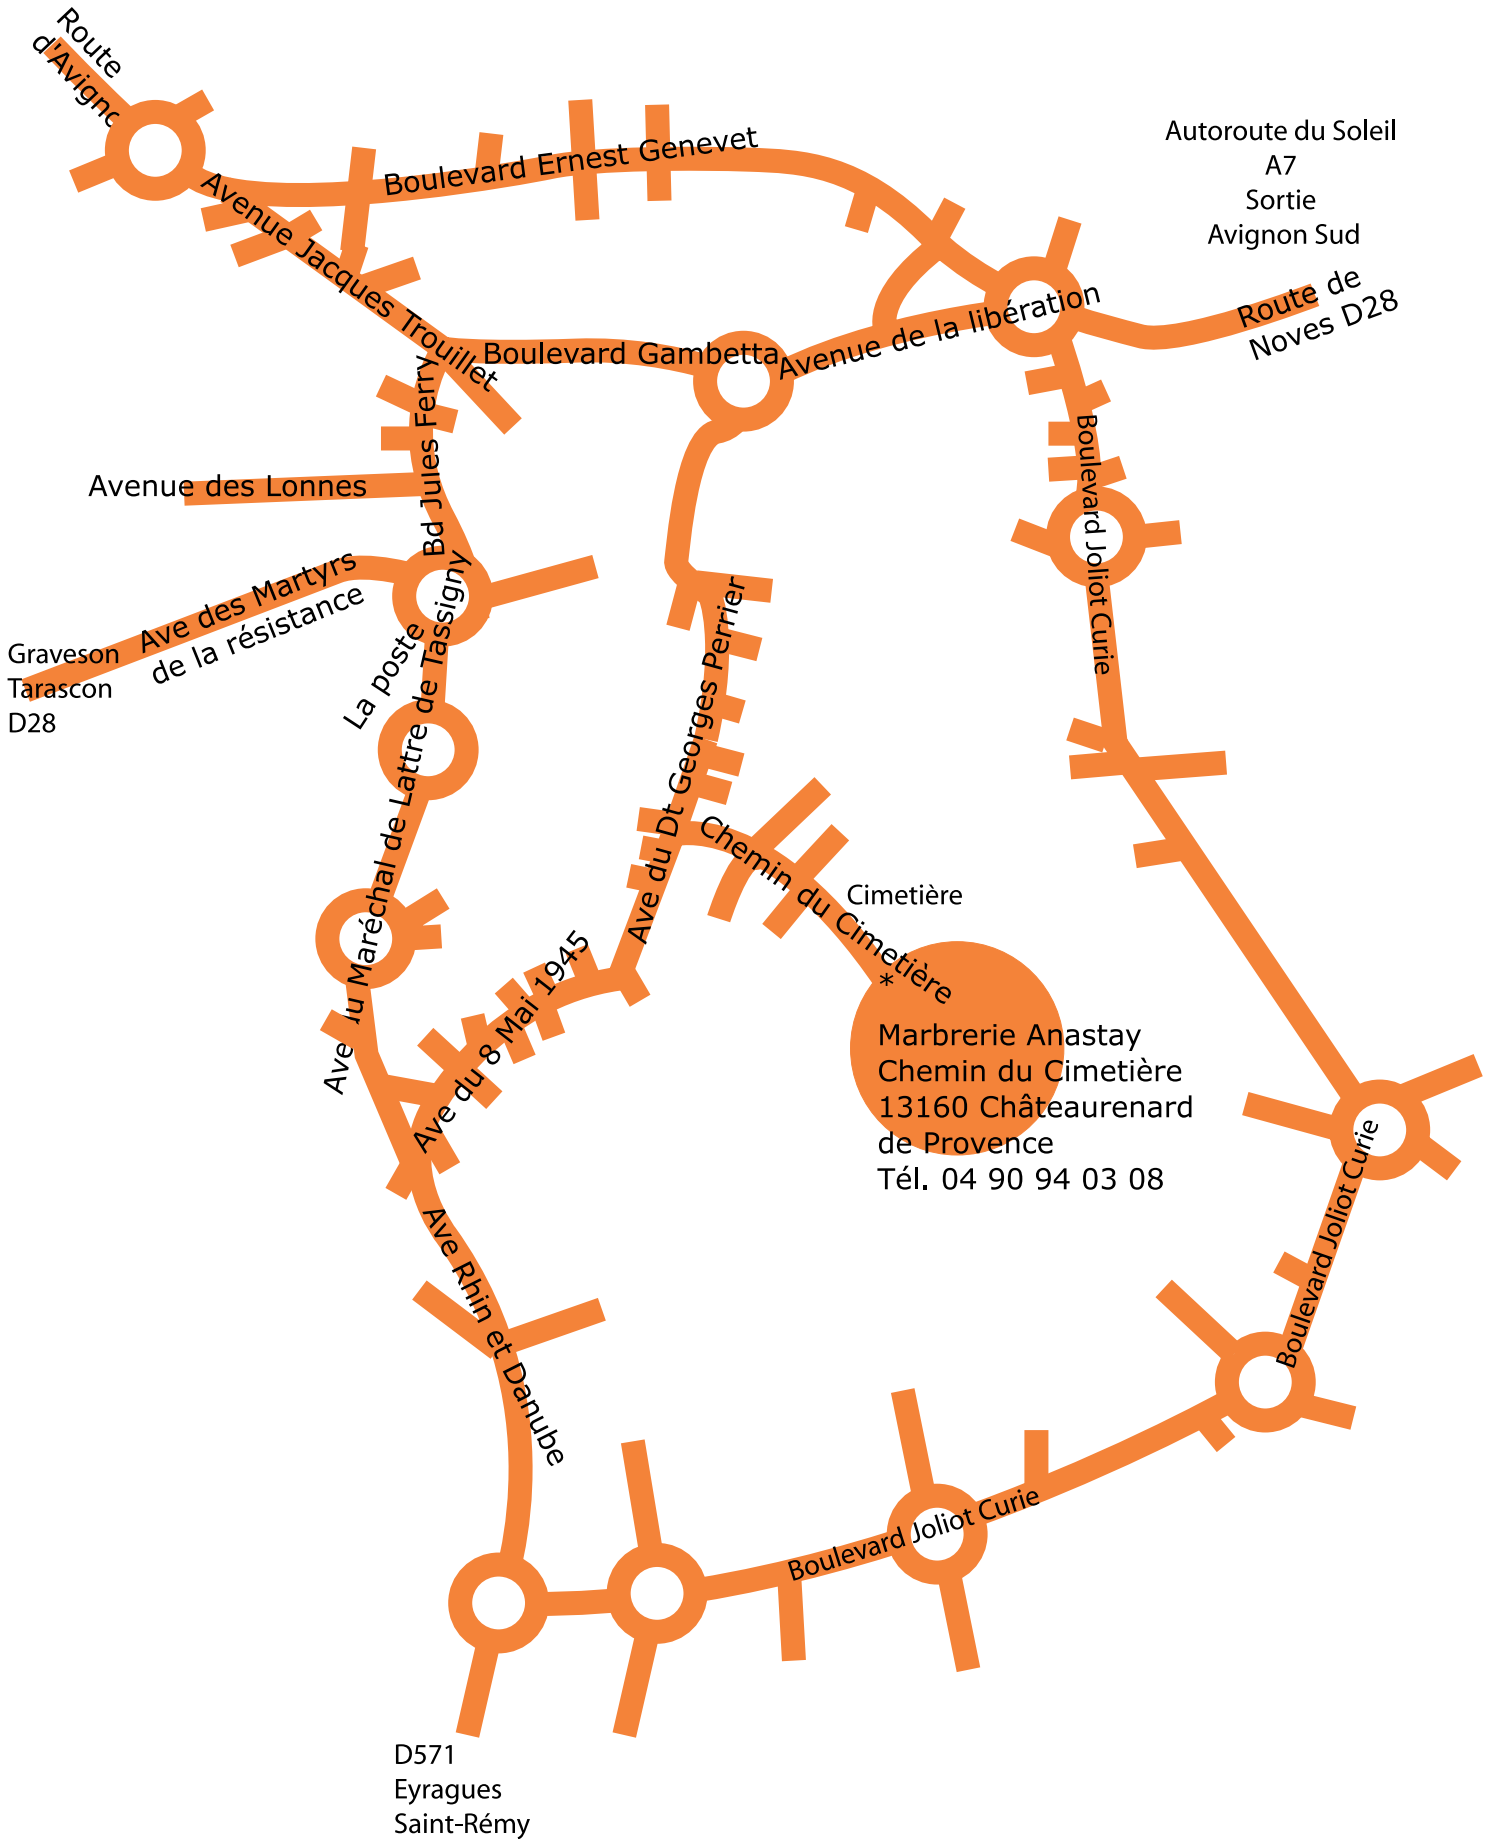 Route
d'Avigno
Autoroute du Soleil
A7
Sortie
Avignon Sud
Boulevard Ernest Genevet
Avenue Jacques Trouillet
Route de
Noves D28
Avenue de la libération
Boulevard Gambetta
Bd Jules Ferry
Boulevard Joliot Curie
Avenue des Lonnes
Ave des Martyrs
de la résistance
Graveson
Tarascon
D28
La poste
Ave du Maréchal de Lattre de Tassigny
Ave du Dt Georges Perrier
Chemin du Cimetière
Cimetière
*
Marbrerie Anastay
Chemin du Cimetière
13160 Châteaurenard
de Provence
Tél. 04 90 94 03 08
Ave du 8 Mai 1945
Boulevard Joliot Curie
Ave Rhin et Danube
Boulevard Joliot Curie
D571
Eyragues
Saint-Rémy